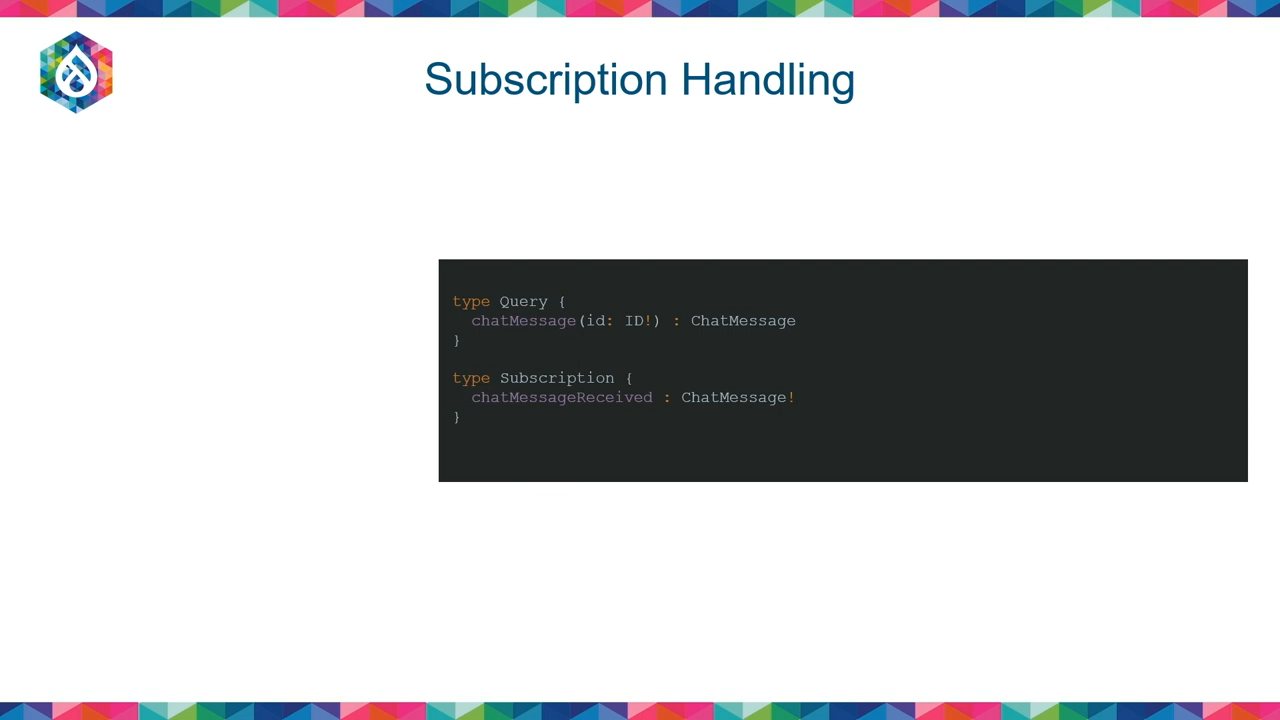 Subscription Handling
type Query {
  chatMessage(id: ID!) : ChatMessage
}
type Subscription {
  chatMessageReceived : ChatMessage!
}